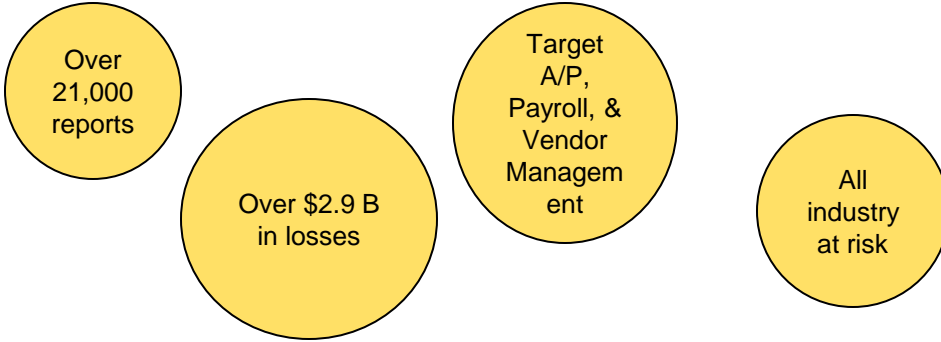 Over
21,000
reports
Over $2.9 B
in losses
Target
A/P,
Payroll, &
Vendor
Managem
ent
All
industry
at risk